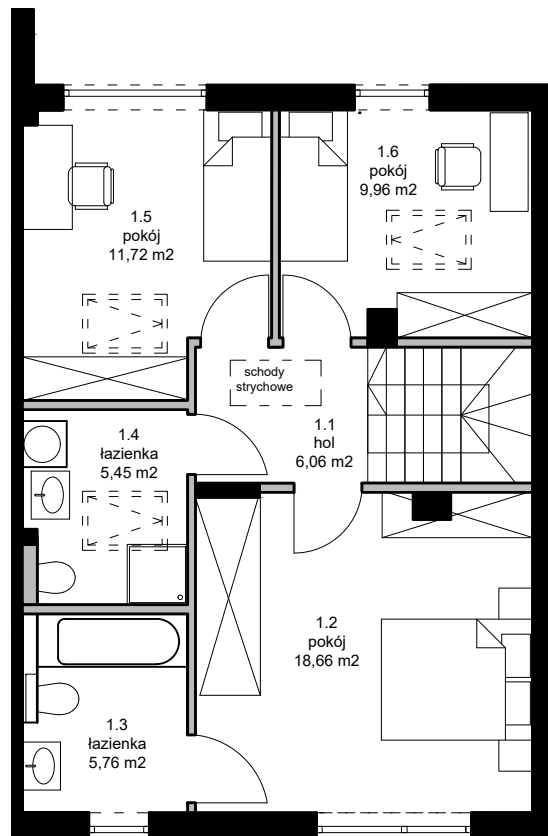 1.6
pokój
9,96 m2
1.5
pokój
11,72 m2
schody
strychowe
1.1
hol
6,06 m2
1.4
łazienka
5,45 m2
1.2
pokój
18,66 m2
1.3
łazienka
5,76 m2